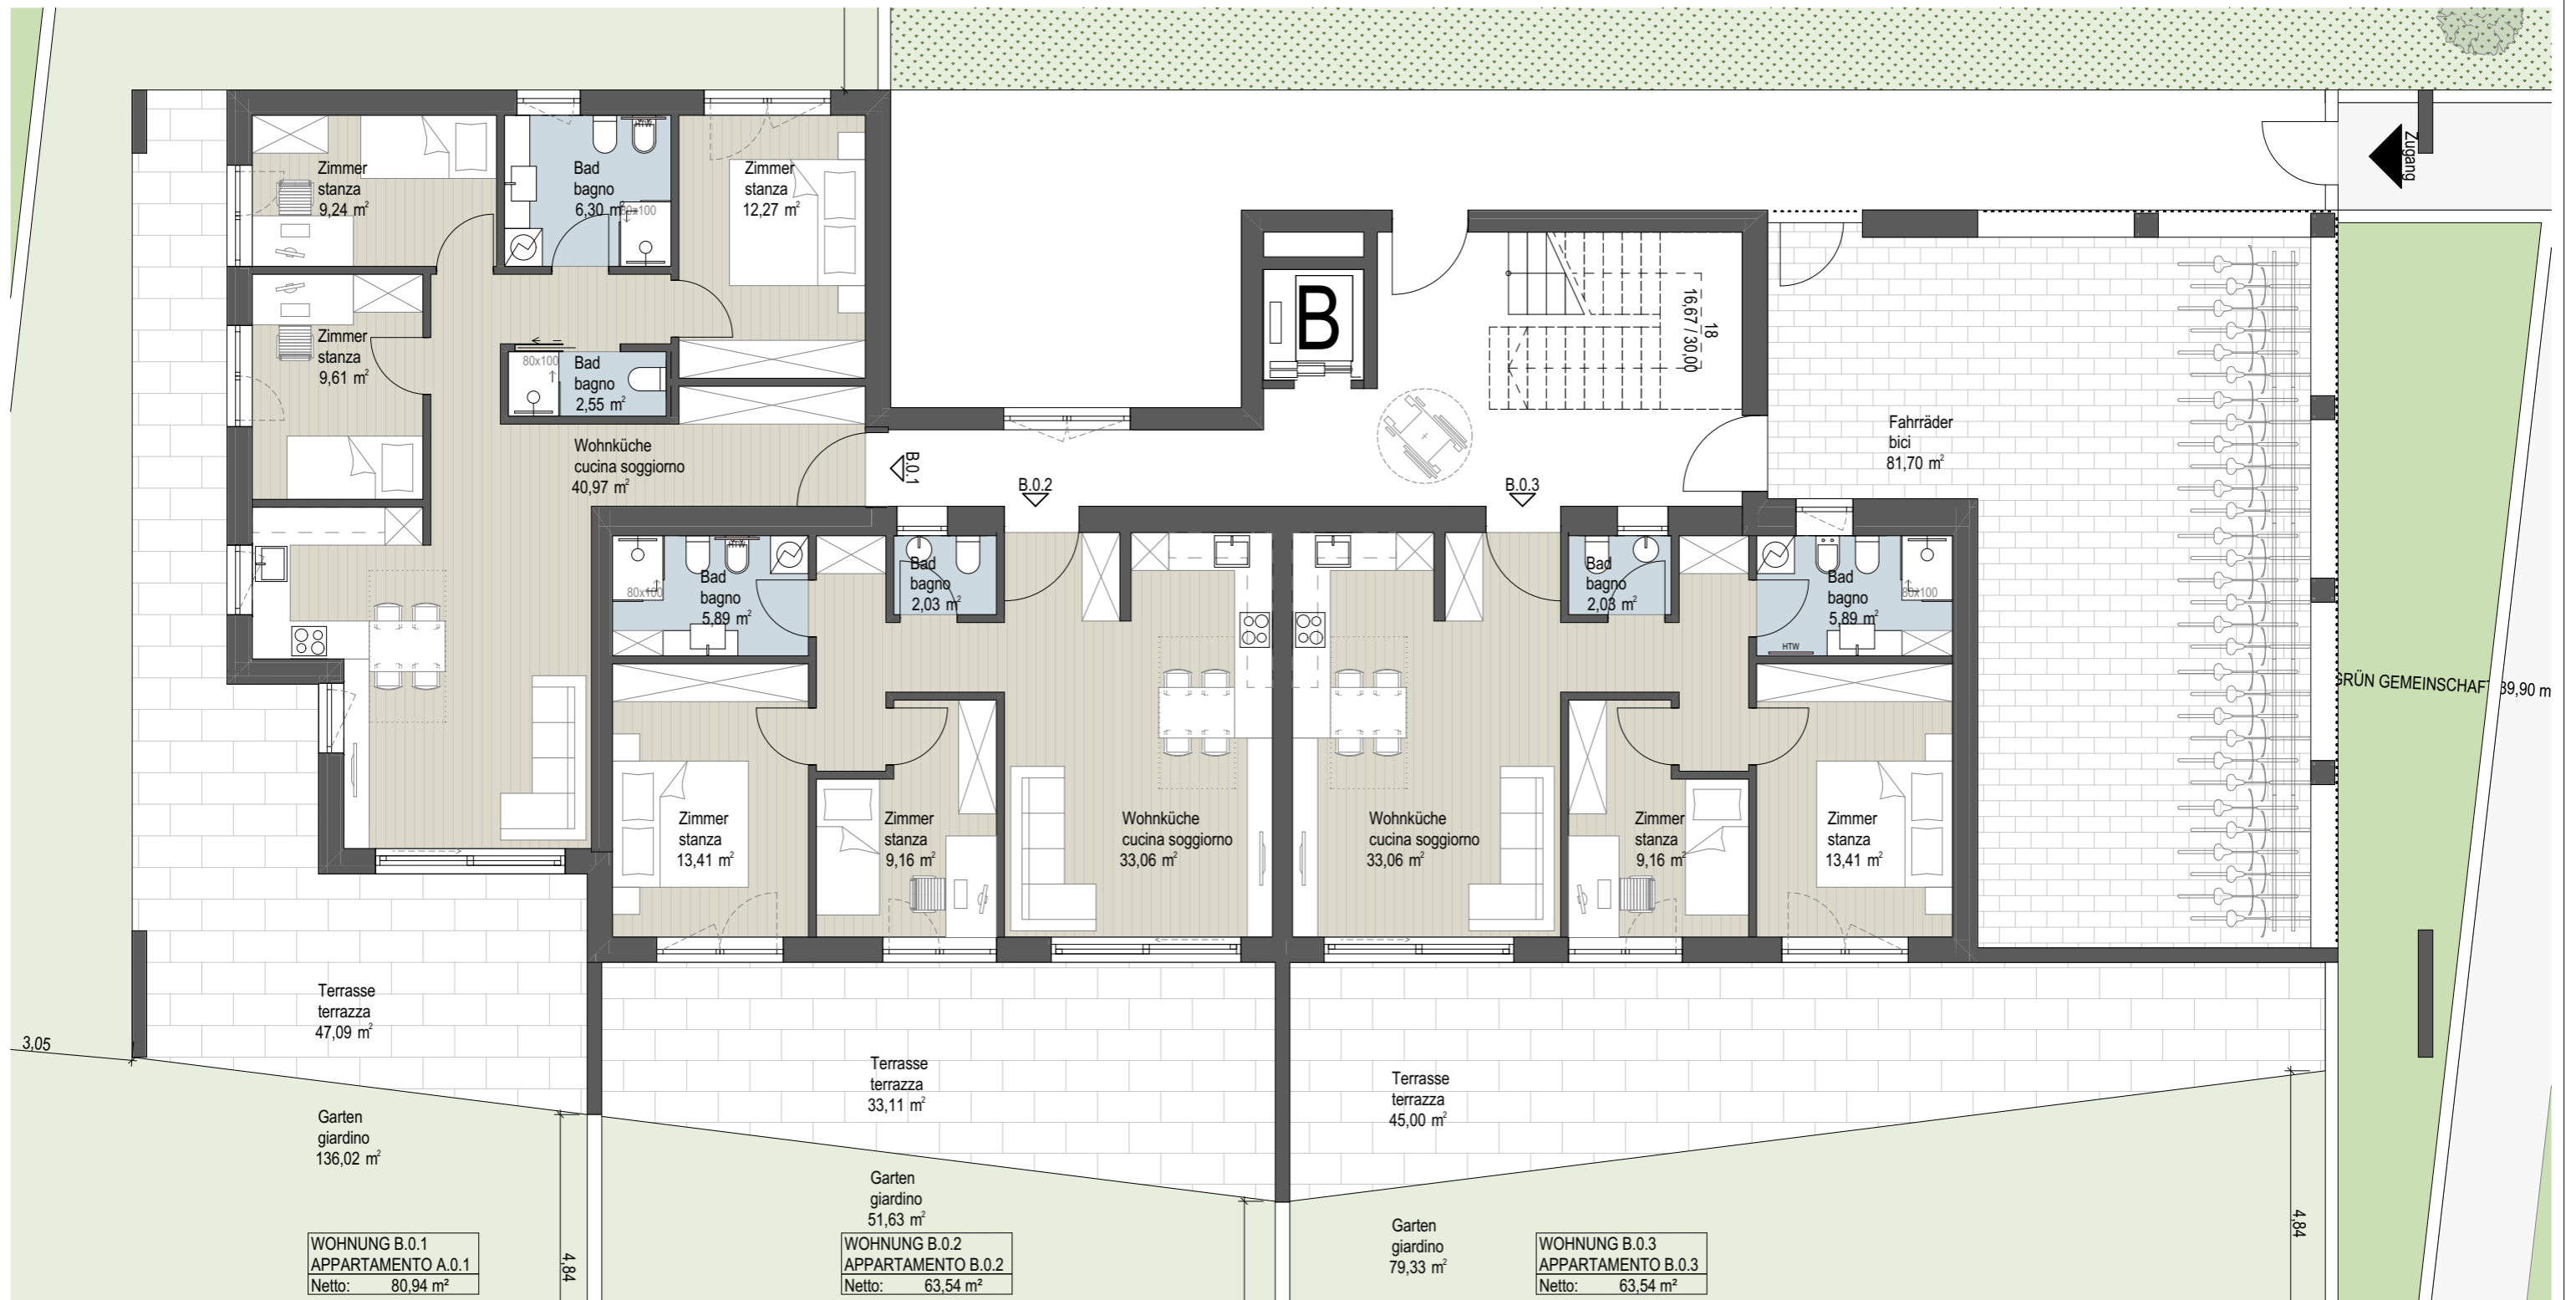 Zugang
Zimmer
stanza
9,24 m²
Bad
bagno
6,30 m²
80x100
HTW
Zimmer
stanza
12,27 m²
Zimmer
stanza
9,61 m²
80x100
Bad
bagno
2,55 m²
Wohnküche
cucina soggiorno
40,97 m²
B
18
16,67 / 30,00
B.0.1
B.0.2
B.0.3
Fahrräder
bici
81,70 m²
80x100
HTW
Bad
bagno
5,89 m²
Bad
bagno
2,03 m²
Bad
bagno
2,03 m²
Bad
bagno
5,89 m²
80x100
HTW
GRÜN GEMEINSCHAFT 39,90 m
Zimmer
stanza
13,41 m²
Zimmer
stanza
9,16 m²
Wohnküche
cucina soggiorno
33,06 m²
Wohnküche
cucina soggiorno
33,06 m²
Zimmer
stanza
9,16 m²
Zimmer
stanza
13,41 m²
Terrasse
terrazza
47,09 m²
3,05
Terrasse
terrazza
33,11 m²
Terrasse
terrazza
45,00 m²
Garten
giardino
136,02 m²
Garten
giardino
51,63 m²
Garten
giardino
79,33 m²
4,84
4,84
WOHNUNG B.0.1
APPARTAMENTO A.0.1
Netto: 80,94 m²
WOHNUNG B.0.2
APPARTAMENTO B.0.2
Netto: 63,54 m²
WOHNUNG B.0.3
APPARTAMENTO B.0.3
Netto: 63,54 m²